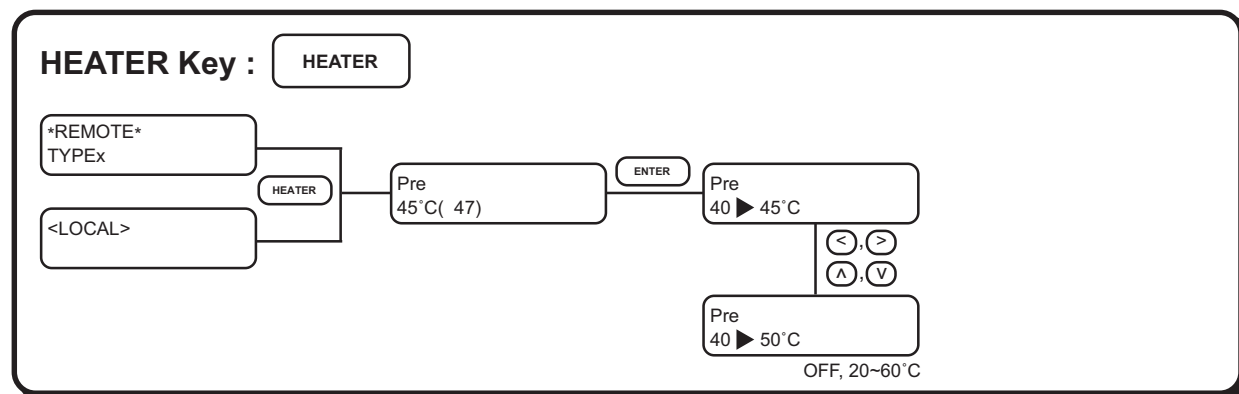 HEATER Key : HEATER
*REMOTE*
TYPEx
HEATER
<LOCAL>
Pre
45˚C( 47)
ENTER
Pre
40 ▶ 45˚C
<,>
∧,∨
Pre
40 ▶ 50˚C
OFF, 20~60˚C